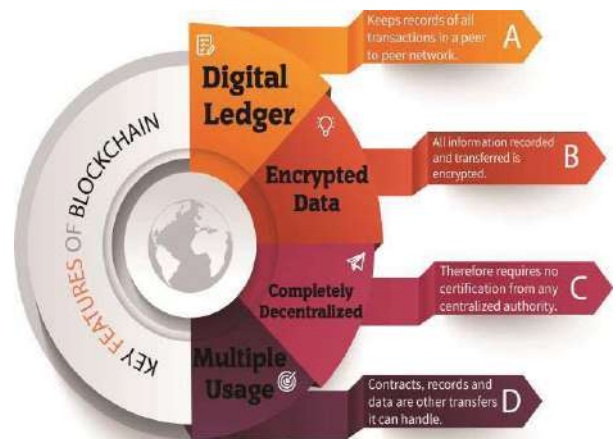 KEY FEATURES OF BLOCKCHAIN
Digital
Ledger
Keeps records of all
transactions in a peer
to peer network.
A
Encrypted
Data
All information recorded
and transferred is
encrypted.
B
Completely
Decentralized
Therefore requires no
certification from any
centralized authority.
C
Multiple
Usage
Contracts, records and
data are other transfers
it can handle.
D